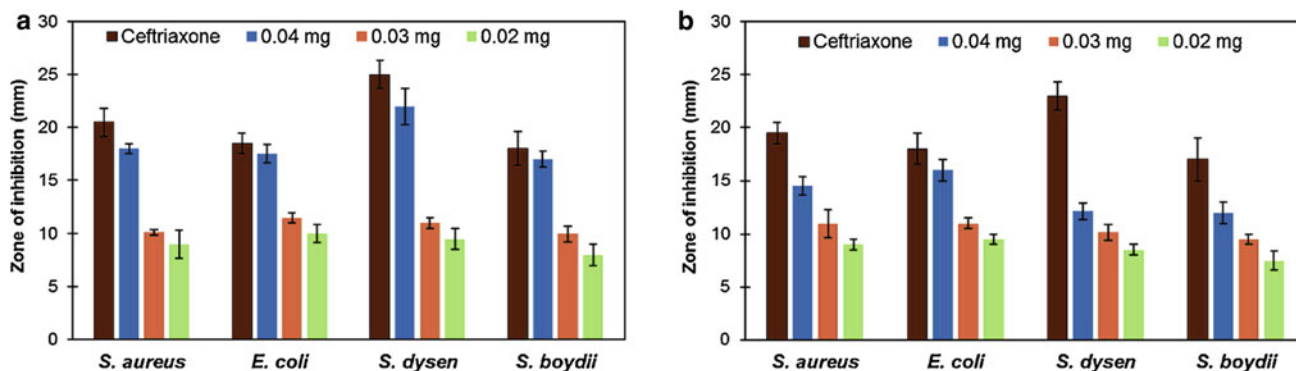 a
30
25
20
15
10
5
0
Zone of inhibition (mm)
Ceftriaxone 0.04 mg 0.03 mg 0.02 mg
S. aureus E. coli S. dysen S. boydii
b
30
25
20
15
10
5
0
Zone of inhibition (mm)
Ceftriaxone 0.04 mg 0.03 mg 0.02 mg
S. aureus E. coli S. dysen S. boydii